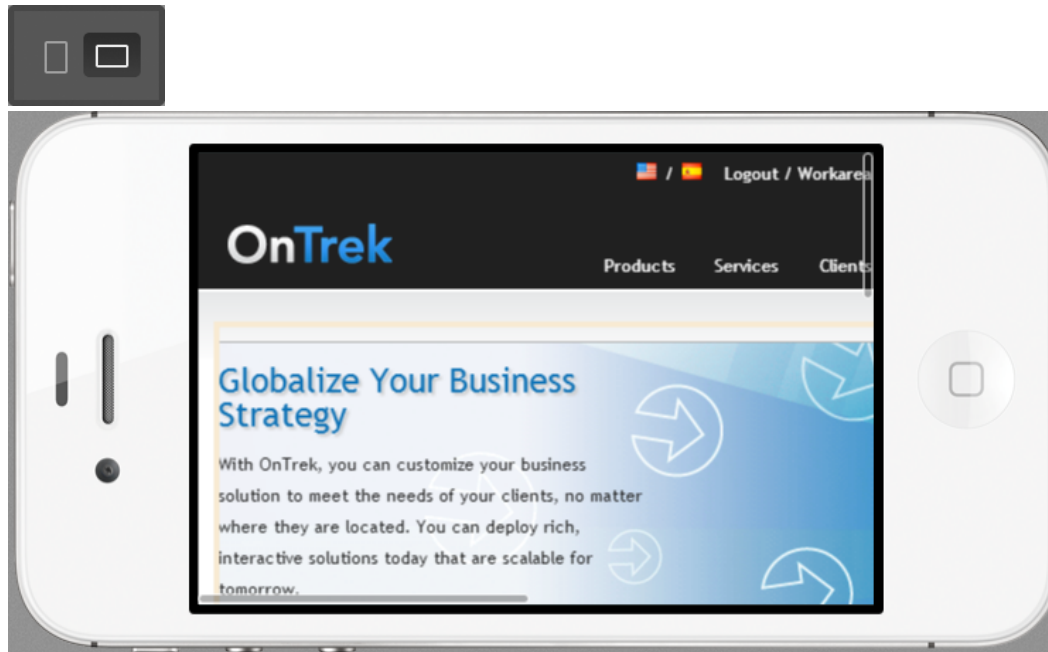 / Logout / Workarea
OnTrek
Products Services Clients
Globalize Your Business
Strategy
With OnTrek, you can customize your business
solution to meet the needs of your clients, no matter
where they are located. You can deploy rich,
interactive solutions today that are scalable for
tomorrow.